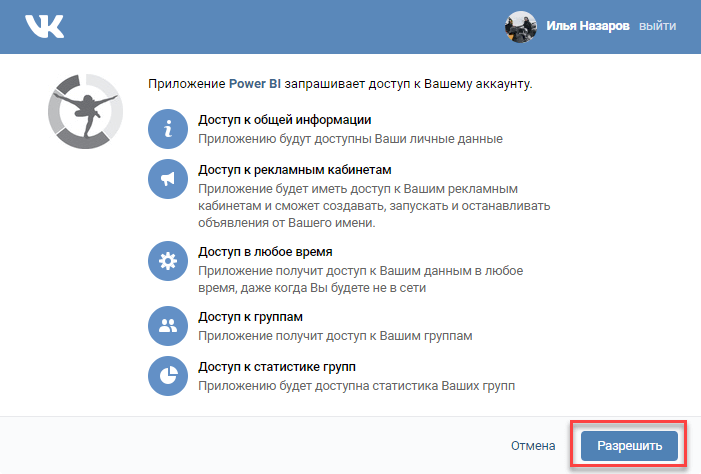 Илья Назаров выйти
Приложение Power BI запрашивает доступ к Вашему аккаунту.
Доступ к общей информации
Приложению будут доступны Ваши личные данные
Доступ к рекламным кабинетам
Приложение будет иметь доступ к Вашим рекламным
кабинетам и сможет создавать, запускать и останавливать
объявления от Вашего имени.
Доступ в любое время
Приложение получит доступ к Вашим данным в любое
время, даже когда Вы будете не в сети
Доступ к группам
Приложение получит доступ к Вашим группам
Доступ к статистике групп
Приложению будет доступна статистика Ваших групп
Отмена Разрешить